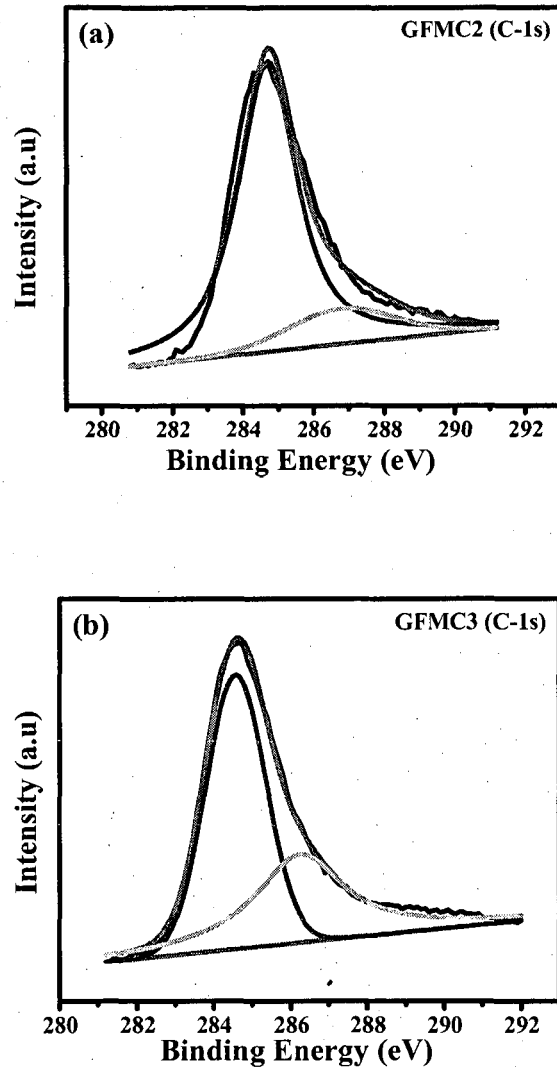 (a) GFMC2 (C-1s)
Intensity (a.u)
280 282 284 286 288 290 292
Binding Energy (eV)
(b) GFMC3 (C-1s)
Intensity (a.u)
280 282 284 286 288 290 292
Binding Energy (eV)